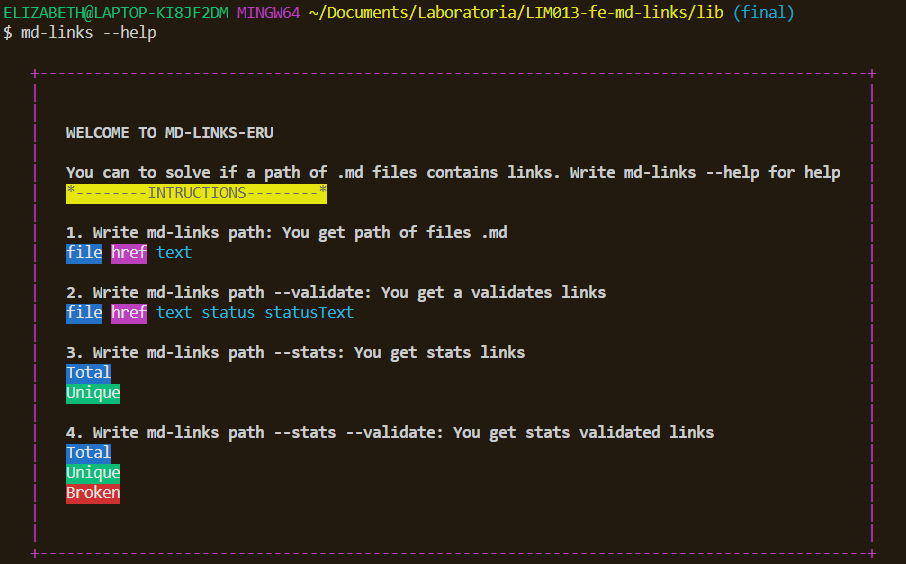 ELIZABETH@LAPTOP-KI8JF2DM MINGW64 ~/Documents/Laboratoria/LIM013-fe-md-links/lib (final)
$ md-links --help
WELCOME TO MD-LINKS-ERU
You can to solve if a path of .md files contains links. Write md-links --help for help
*--------INTRUCTIONS--------*
1. Write md-links path: You get path of files .md
file href text
2. Write md-links path --validate: You get a validates links
file href text status statusText
3. Write md-links path --stats: You get stats links
Total
Unique
4. Write md-links path --stats --validate: You get stats validated links
Total
Unique
Broken